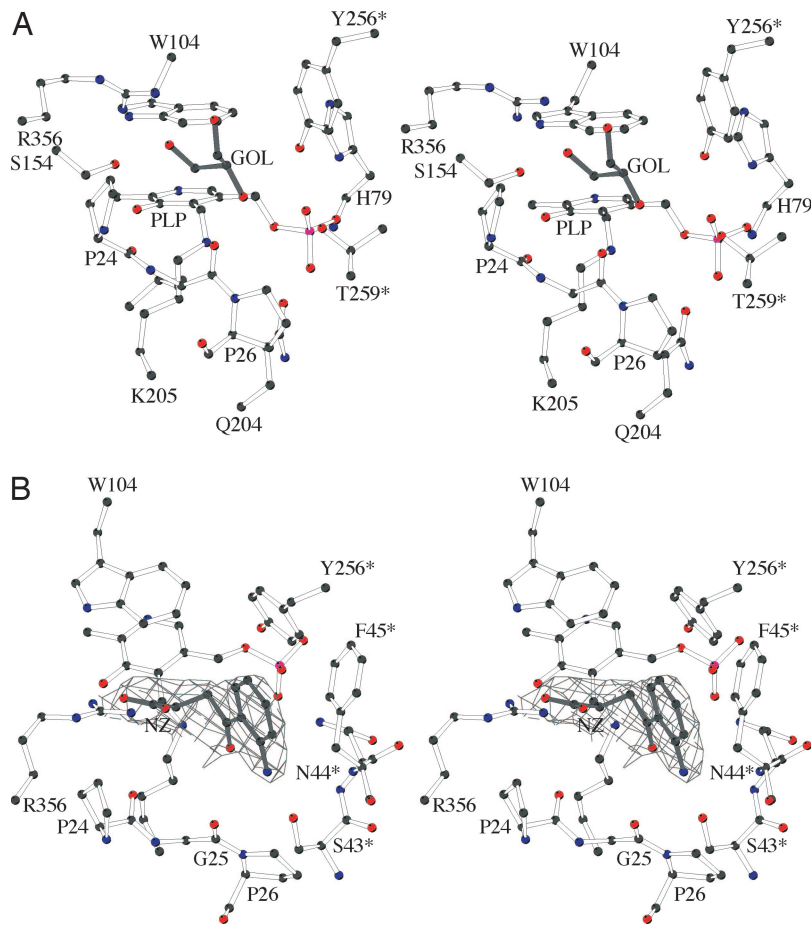 A
W104
Y256*
R356
S154
GOL
H79
PLP
P24
T259*
P26
K205
Q204
W104
Y256*
R356
S154
GOL
H79
PLP
P24
T259*
P26
K205
Q204
B
W104
Y256*
F45*
NZ
N44*
R356
P24
G25
S43*
P26
W104
Y256*
F45*
NZ
N44*
R356
P24
G25
S43*
P26